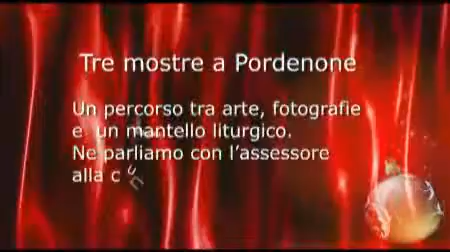 Tre mostre a Pordenone
Un percorso tra arte, fotografie
e un mantello liturgico.
Ne parliamo con l'assessore
alla c